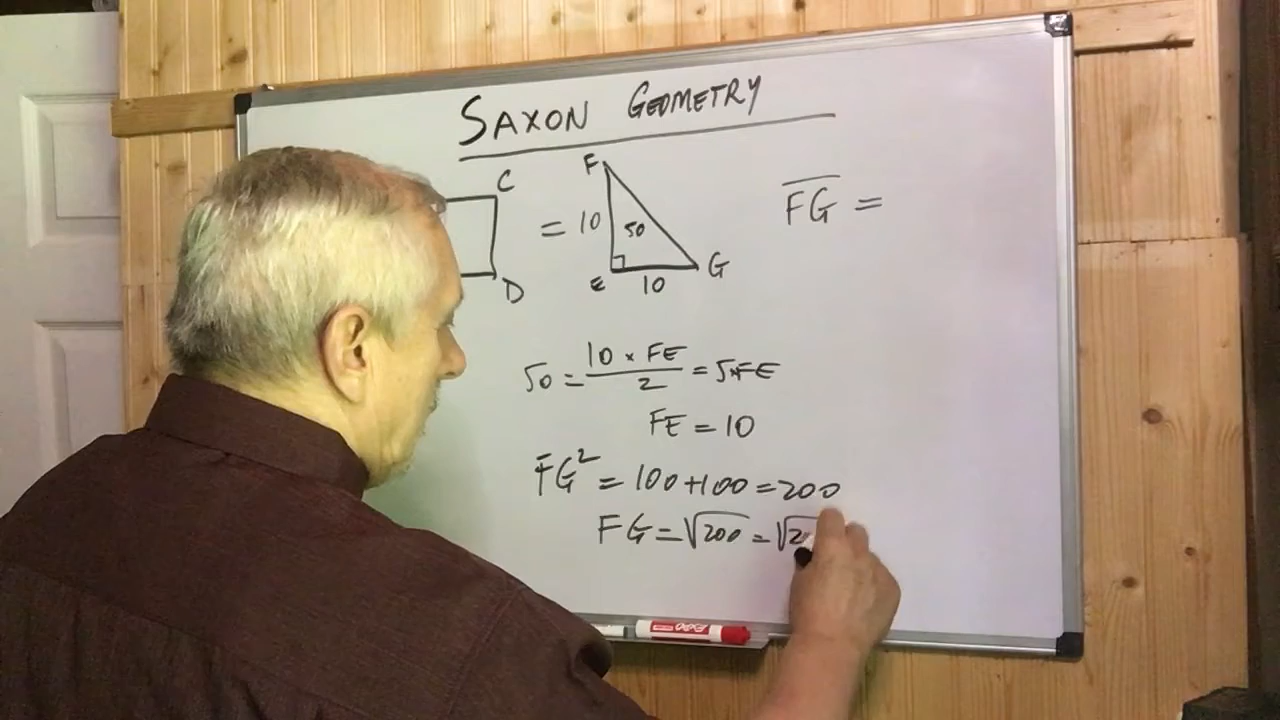 SAXON GEOMETRY
C
D
=
F
10
50
E
10
G
FG =
50 = 10 × FE / 2 = 5×FE
FE = 10
FG² = 100+100 = 200
FG = √200 = √2